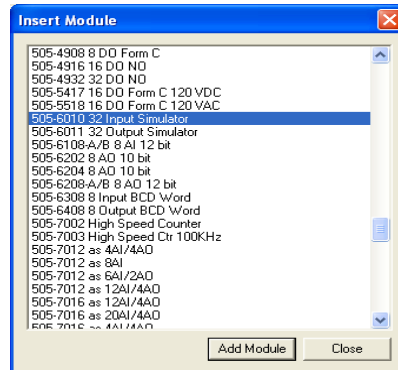 Insert Module
505-4908 8 DO Form C
505-4916 16 DO NO
505-4932 32 DO NO
505-5417 16 DO Form C 120 VDC
505-5518 16 DO Form C 120 VAC
505-6010 32 Input Simulator
505-6011 32 Output Simulator
505-6108-A/B 8 AI 12 bit
505-6202 8 AO 10 bit
505-6204 8 AO 10 bit
505-6208-A/B 8 AO 12 bit
505-6308 8 Input BCD Word
505-6408 8 Output BCD Word
505-7002 High Speed Counter
505-7003 High Speed Ctr 100KHz
505-7012 as 4AI/4AO
505-7012 as 8AI
505-7012 as 6AI/2AO
505-7012 as 12AI/4AO
505-7016 as 12AI/4AO
505-7016 as 20AI/4AO
505-7016 as 4AI/4AO
Add Module
Close